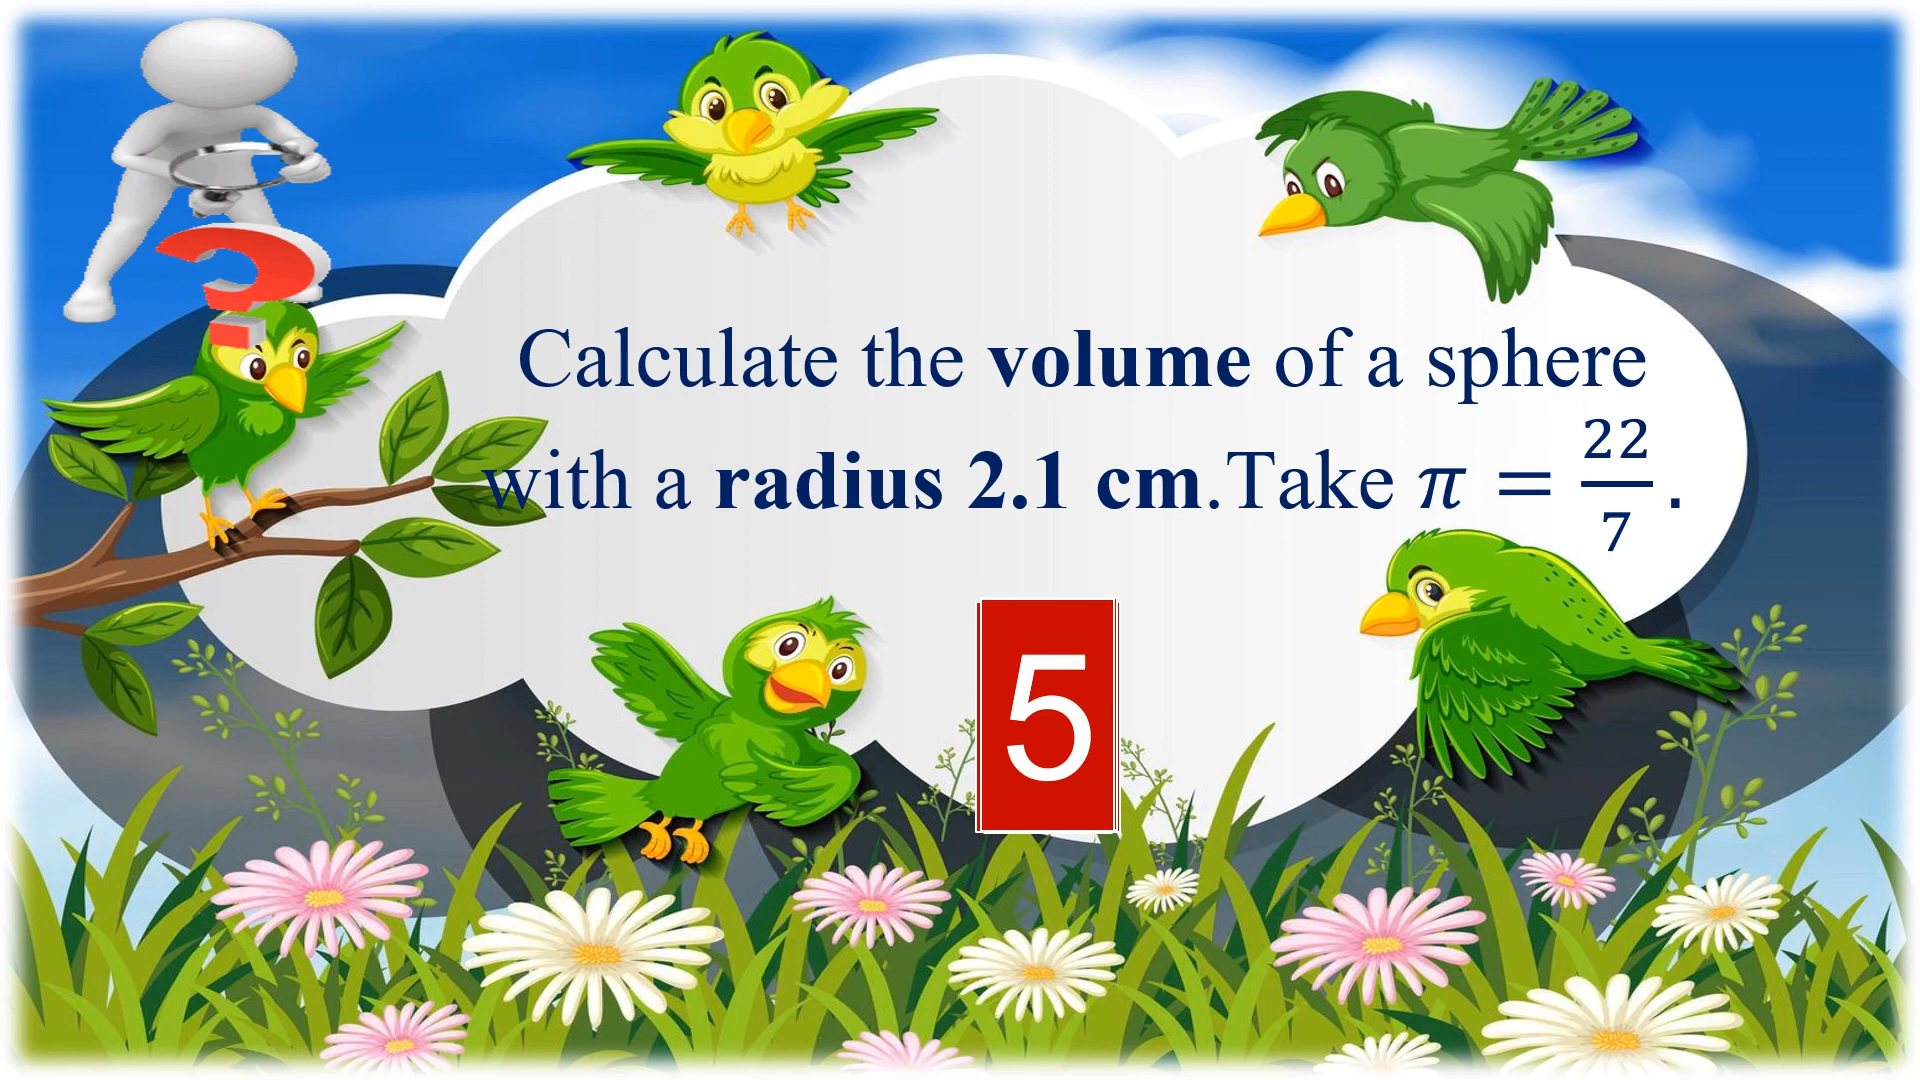 Calculate the volume of a sphere
with a radius 2.1 cm.Take π = 22/7.
5
?